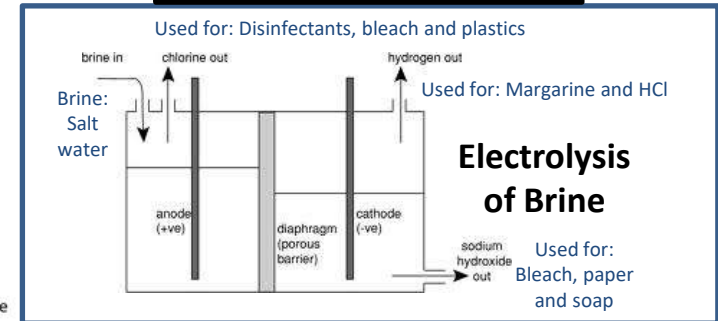 Used for: Disinfectants, bleach and plastics
brine in
chlorine out
hydrogen out
Used for: Margarine and HCl
Brine:
Salt
water
Electrolysis
of Brine
anode
(+ve)
diaphragm
(porous
barrier)
cathode
(-ve)
sodium
hydroxide
out
Used for:
Bleach, paper
and soap